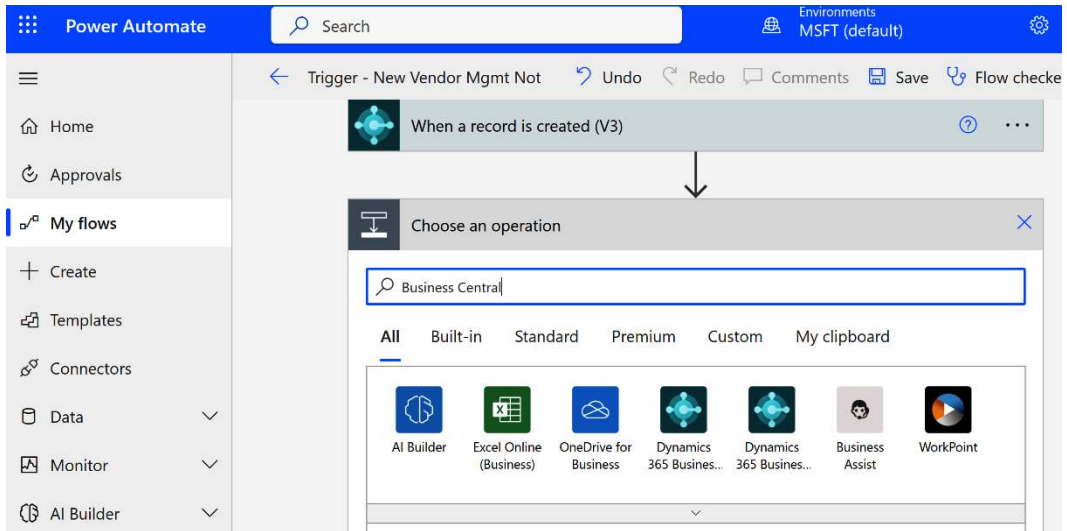 Power Automate
Search
Environments
MSFT (default)
Trigger - New Vendor Mgmt Not
Undo
Redo
Comments
Save
Flow checke
Home
Approvals
My flows
Create
Templates
Connectors
Data
Monitor
AI Builder
When a record is created (V3)
Choose an operation
Business Central
All
Built-in
Standard
Premium
Custom
My clipboard
AI Builder
Excel Online
(Business)
OneDrive for
Business
Dynamics
365 Busines...
Dynamics
365 Busines...
Business
Assist
WorkPoint